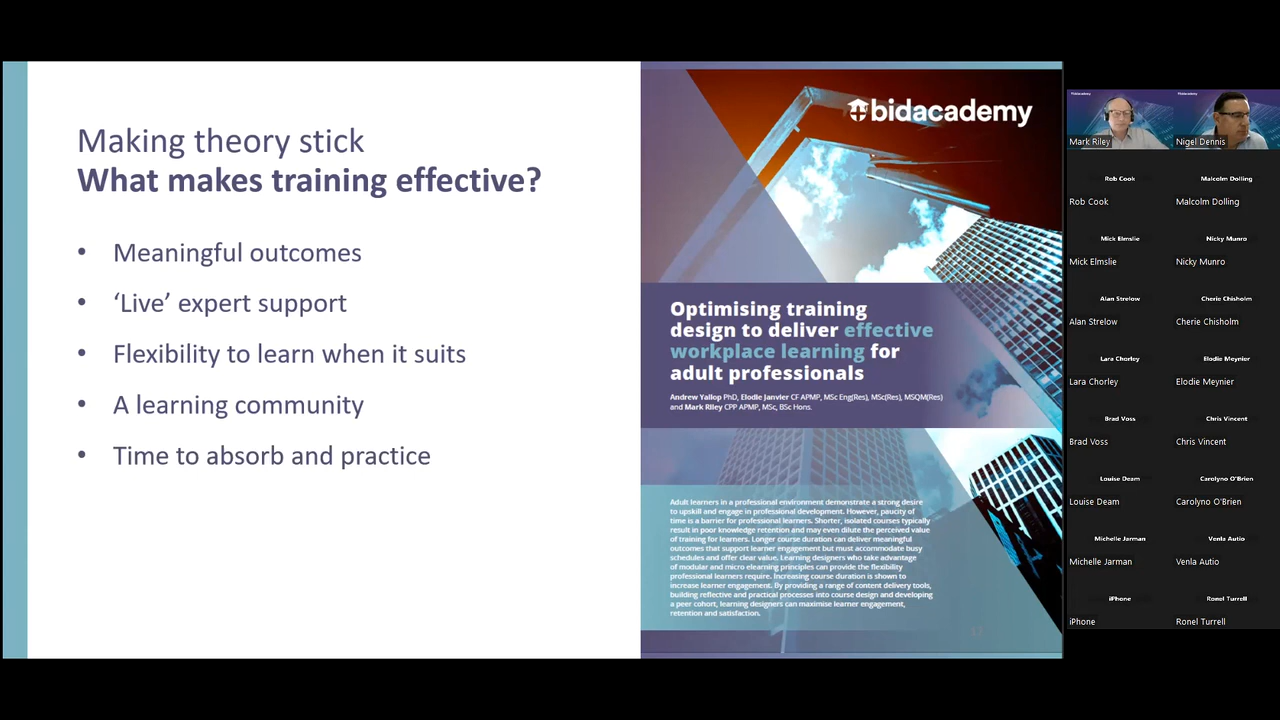 Making theory stick
What makes training effective?
• Meaningful outcomes
• ‘Live’ expert support
• Flexibility to learn when it suits
• A learning community
• Time to absorb and practice
bidacademy
Optimising training
design to deliver effective
workplace learning for
adult professionals
Andrew Yallop PhD, Elodie Janvier CF APMP, MSc Eng(Res), MSc(Res), MSQM(Res)
and Mark Riley CPP APMP, MSc, BSc Hons.
Adult learners in a professional environment demonstrate a strong desire
to upskill and engage in professional development. However, paucity of
time is a barrier for professional learners. Shorter, isolated courses typically
result in poor knowledge retention and may even dilute the perceived value
of training for learners. Longer course duration can deliver meaningful
outcomes that support learner engagement but must accommodate busy
schedules and offer clear value. Learning designers who take advantage
of modular and micro elearning principles can provide the flexibility
professional learners require. Increasing course duration is shown to
increase learner engagement. By providing a range of content delivery tools,
building reflective and practical processes into course design and developing
a peer cohort, learning designers can maximise learner engagement,
retention and satisfaction.
17
Mark Riley
Nigel Dennis
Rob Cook
Malcolm Dolling
Rob Cook
Malcolm Dolling
Mick Elmslie
Nicky Munro
Mick Elmslie
Nicky Munro
Alan Strelow
Cherie Chisholm
Alan Strelow
Cherie Chisholm
Lara Chorley
Elodie Meynier
Lara Chorley
Elodie Meynier
Brad Voss
Chris Vincent
Brad Voss
Chris Vincent
Louise Deam
Carolyno O'Brien
Louise Deam
Carolyno O'Brien
Michelle Jarman
Venla Autio
Michelle Jarman
Venla Autio
iPhone
Ronel Turrell
iPhone
Ronel Turrell